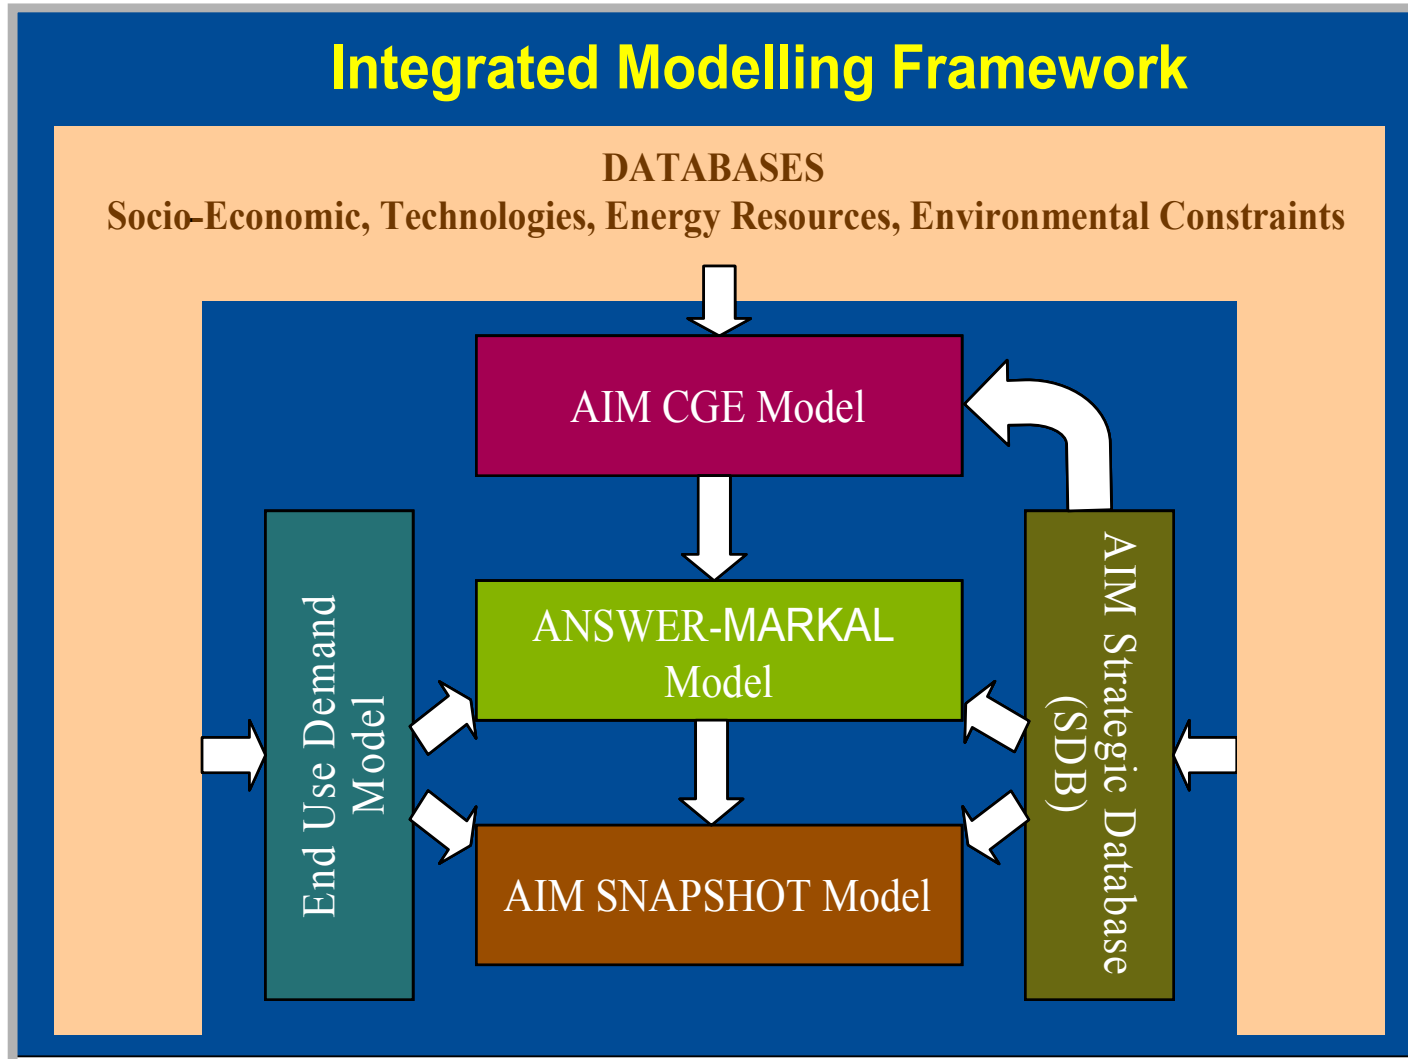 Integrated Modelling Framework
DATABASES
Socio-Economic, Technologies, Energy Resources, Environmental Constraints
AIM CGE Model
End Use Demand
Model
ANSWER-MARKAL
Model
AIM Strategic Database
(SDB)
AIM SNAPSHOT Model